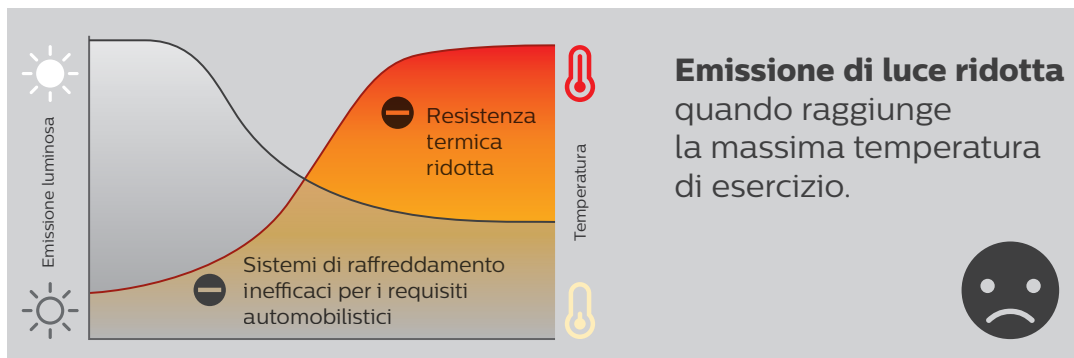 Emissione luminosa
Resistenza
termica
ridotta
Sistemi di raffreddamento
inefficaci per i requisiti
automobilistici
Temperatura
Emissione di luce ridotta
quando raggiunge
la massima temperatura
di esercizio.